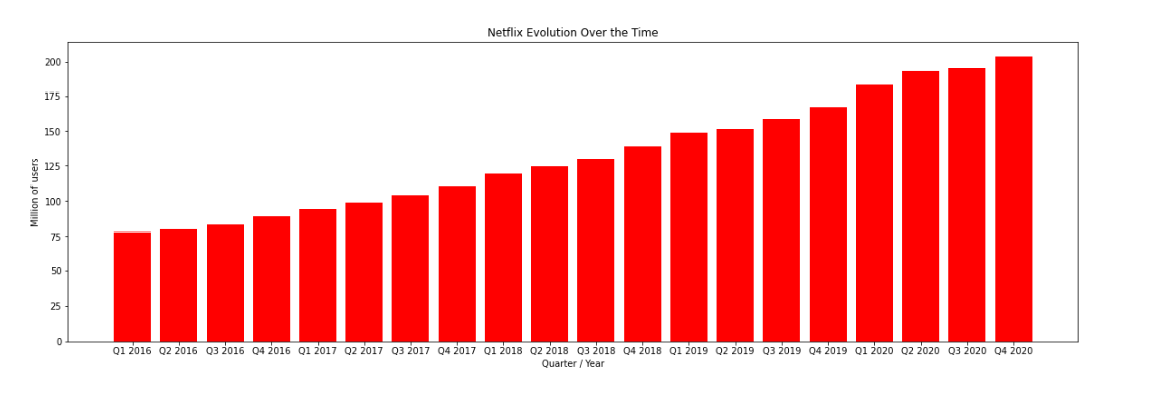 Netflix Evolution Over the Time
Million of users
200
175
150
125
100
75
50
25
0
Q1 2016 Q2 2016 Q3 2016 Q4 2016 Q1 2017 Q2 2017 Q3 2017 Q4 2017 Q1 2018 Q2 2018 Q3 2018 Q4 2018 Q1 2019 Q2 2019 Q3 2019 Q4 2019 Q1 2020 Q2 2020 Q3 2020 Q4 2020
Quarter / Year